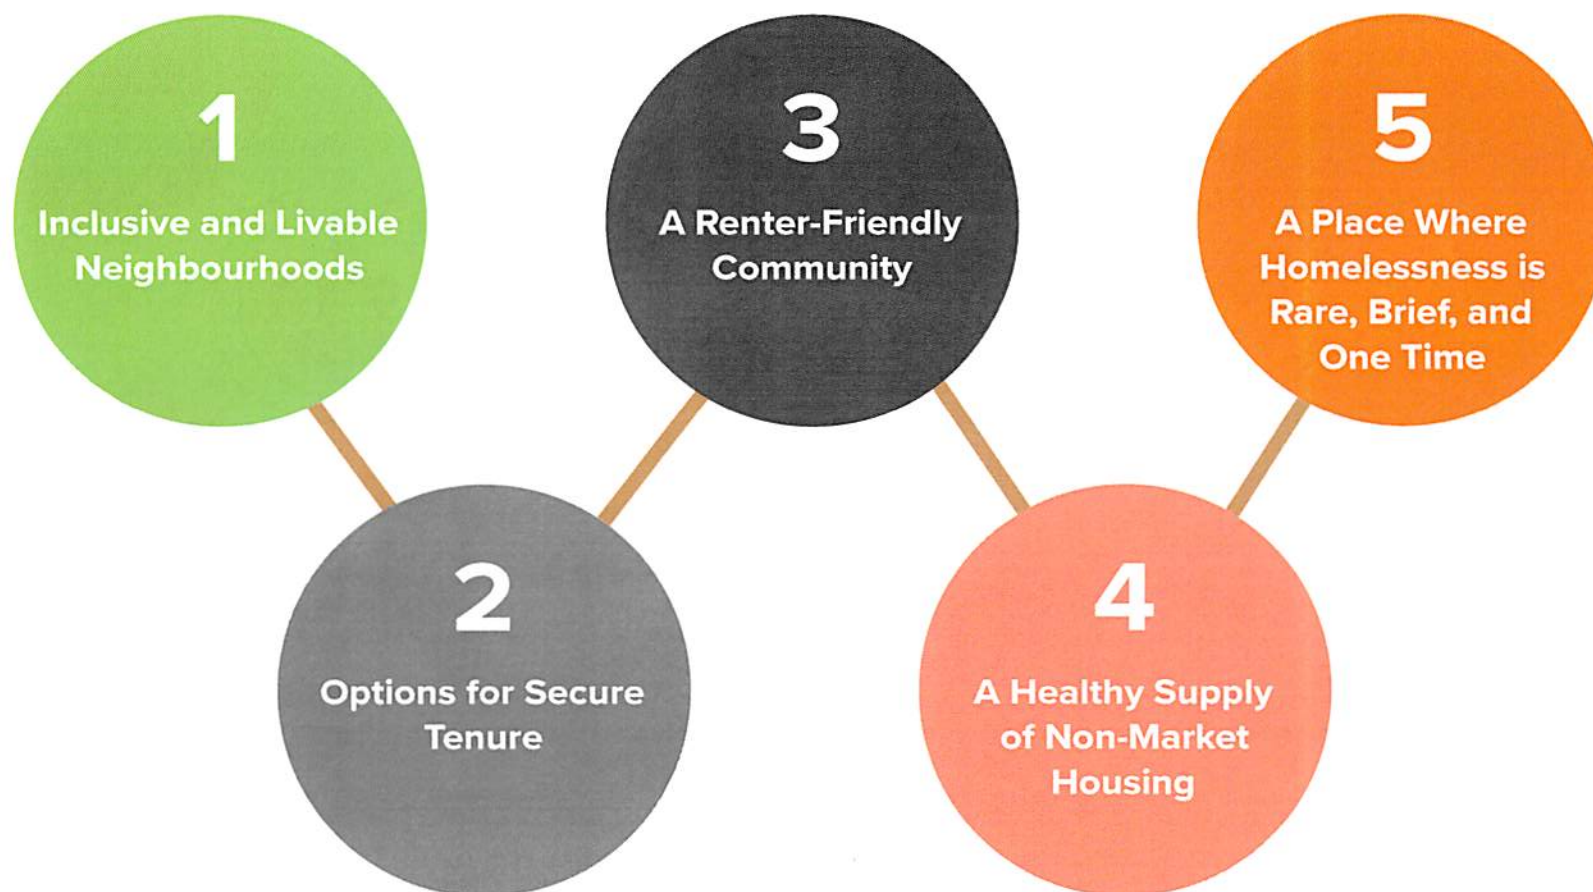 1
Inclusive and Livable
Neighbourhoods
2
Options for Secure
Tenure
3
A Renter-Friendly
Community
4
A Healthy Supply
of Non-Market
Housing
5
A Place Where
Homelessness is
Rare, Brief, and
One Time